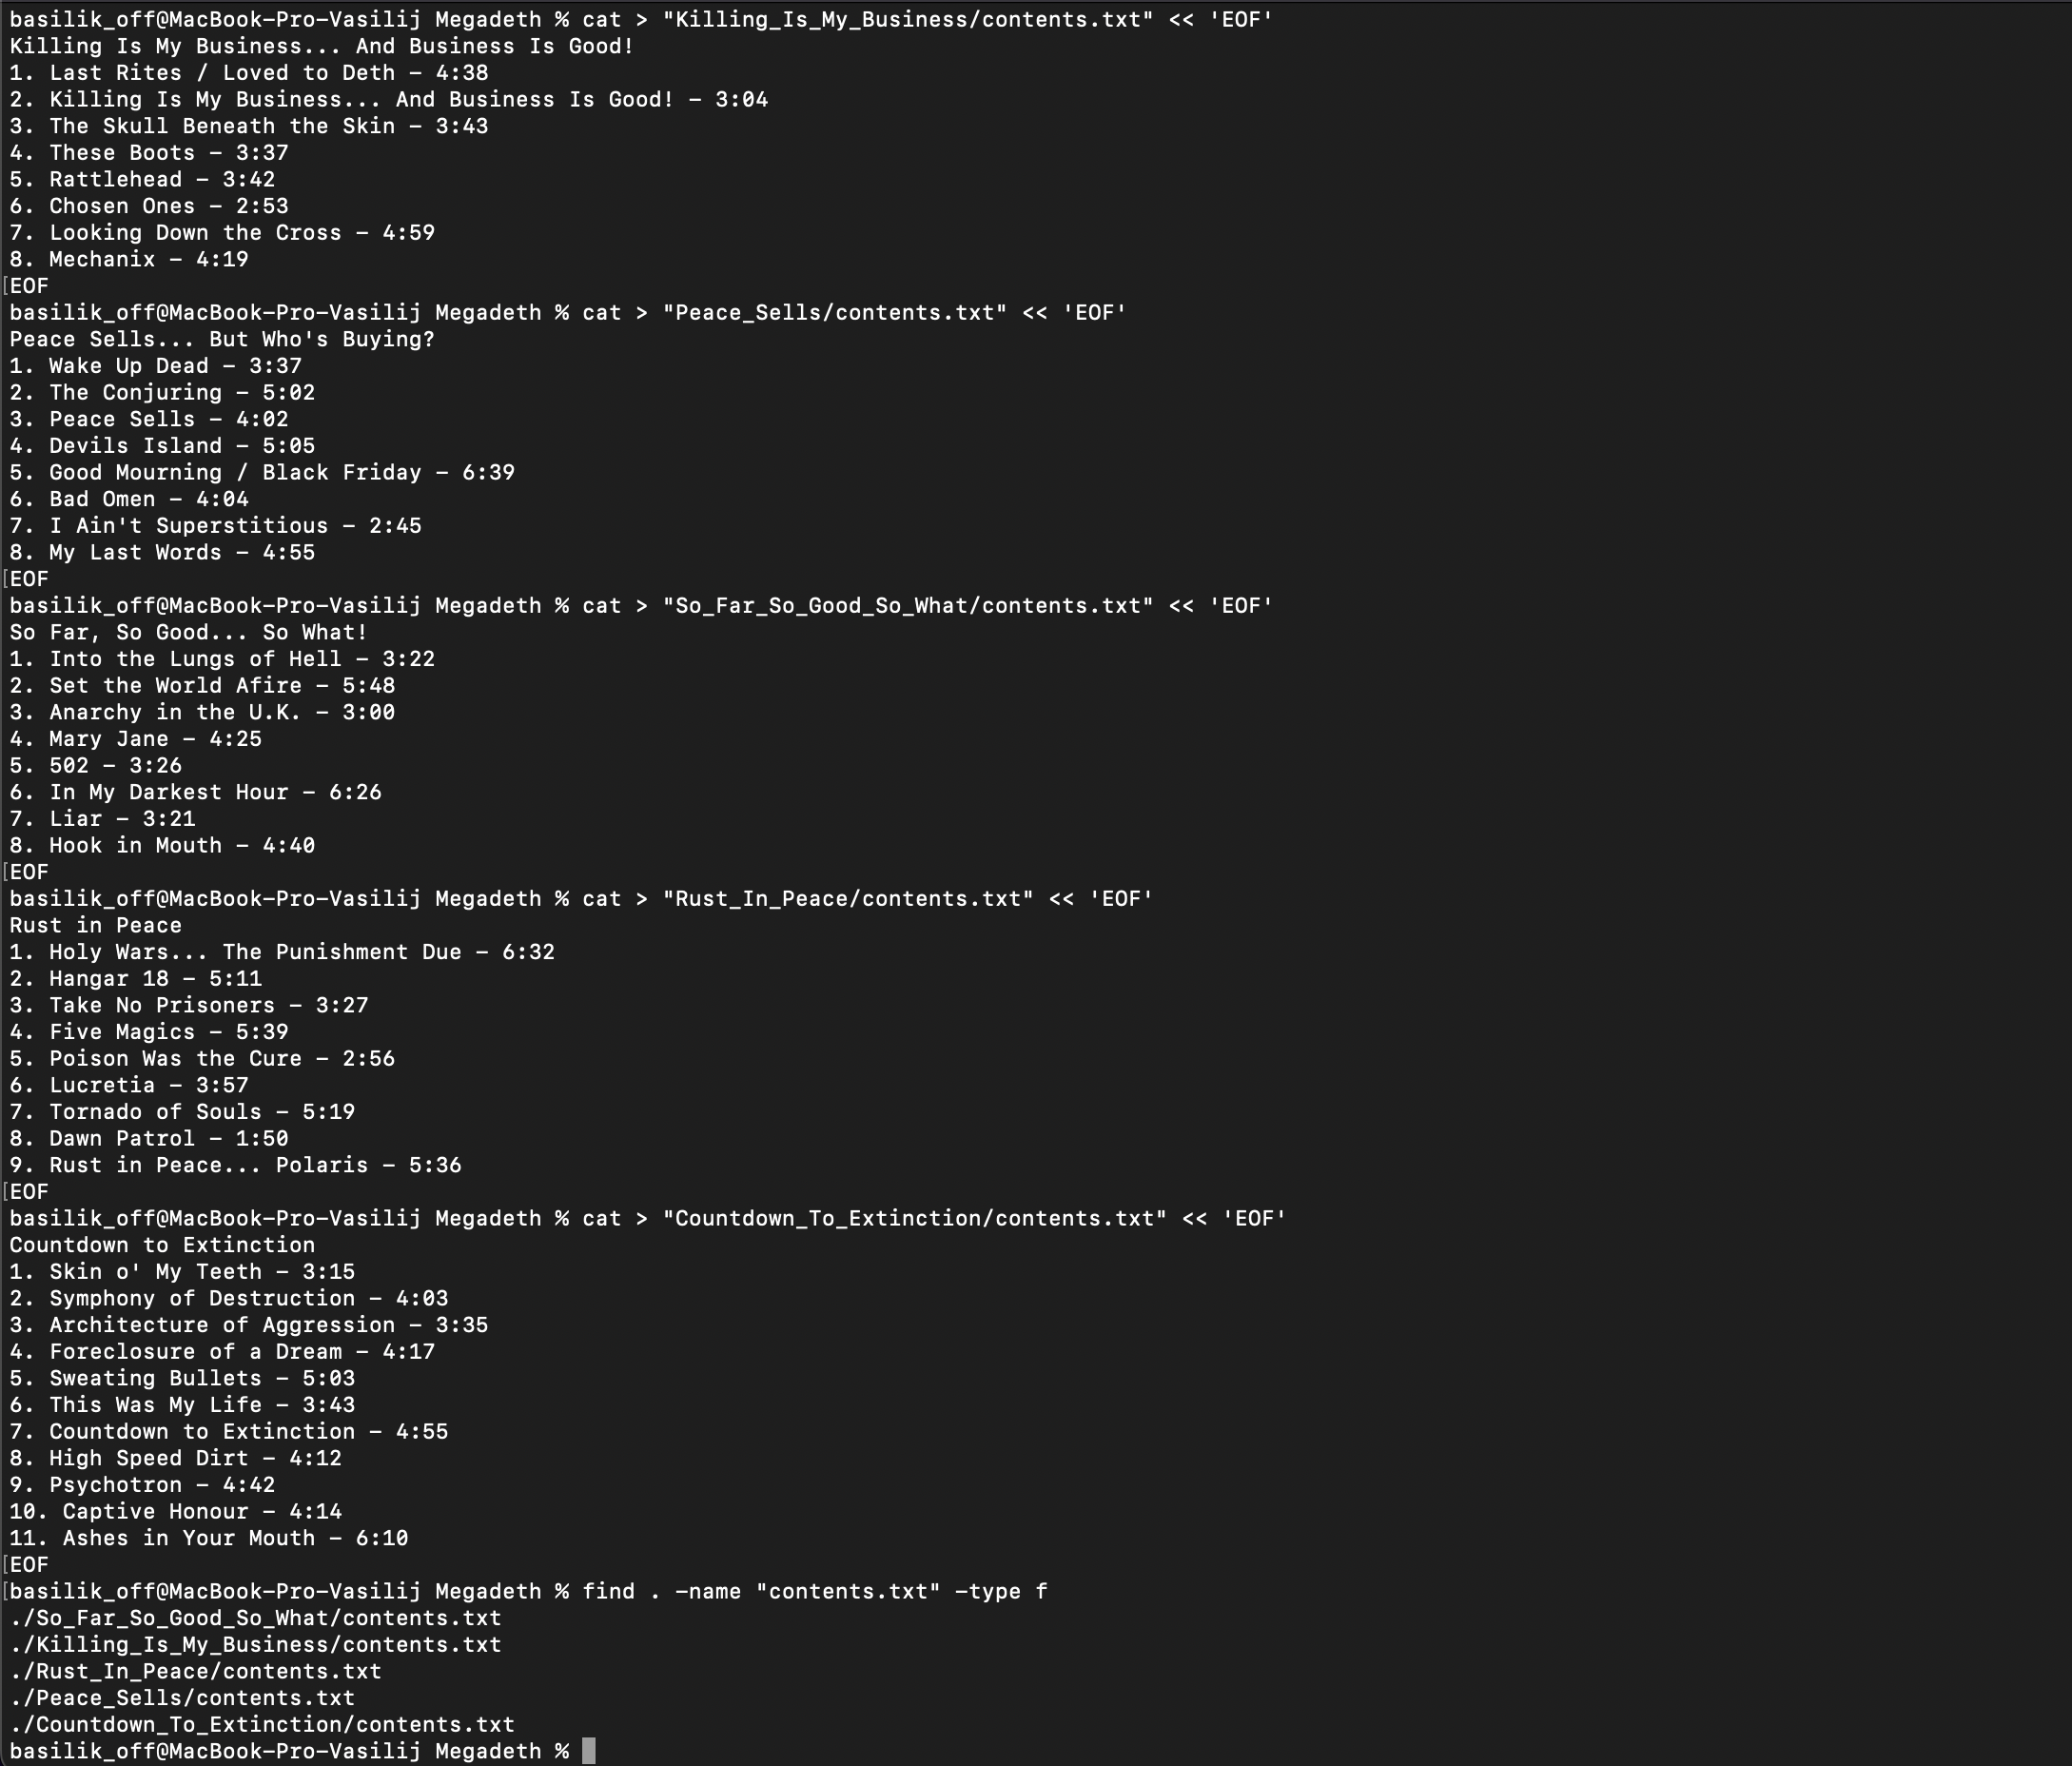 basilik_off@MacBook-Pro-Vasilij Megadeth % cat > "Killing_Is_My_Business/contents.txt" << 'EOF'
Killing Is My Business... And Business Is Good!
1. Last Rites / Loved to Deth – 4:38
2. Killing Is My Business... And Business Is Good! – 3:04
3. The Skull Beneath the Skin – 3:43
4. These Boots – 3:37
5. Rattlehead – 3:42
6. Chosen Ones – 2:53
7. Looking Down the Cross – 4:59
8. Mechanix – 4:19
[EOF
basilik_off@MacBook-Pro-Vasilij Megadeth % cat > "Peace_Sells/contents.txt" << 'EOF'
Peace Sells... But Who's Buying?
1. Wake Up Dead – 3:37
2. The Conjuring – 5:02
3. Peace Sells – 4:02
4. Devils Island – 5:05
5. Good Mourning / Black Friday – 6:39
6. Bad Omen – 4:04
7. I Ain't Superstitious – 2:45
8. My Last Words – 4:55
[EOF
basilik_off@MacBook-Pro-Vasilij Megadeth % cat > "So_Far_So_Good_So_What/contents.txt" << 'EOF'
So Far, So Good... So What!
1. Into the Lungs of Hell – 3:22
2. Set the World Afire – 5:48
3. Anarchy in the U.K. – 3:00
4. Mary Jane – 4:25
5. 502 – 3:26
6. In My Darkest Hour – 6:26
7. Liar – 3:21
8. Hook in Mouth – 4:40
[EOF
basilik_off@MacBook-Pro-Vasilij Megadeth % cat > "Rust_In_Peace/contents.txt" << 'EOF'
Rust in Peace
1. Holy Wars... The Punishment Due – 6:32
2. Hangar 18 – 5:11
3. Take No Prisoners – 3:27
4. Five Magics – 5:39
5. Poison Was the Cure – 2:56
6. Lucretia – 3:57
7. Tornado of Souls – 5:19
8. Dawn Patrol – 1:50
9. Rust in Peace... Polaris – 5:36
[EOF
basilik_off@MacBook-Pro-Vasilij Megadeth % cat > "Countdown_To_Extinction/contents.txt" << 'EOF'
Countdown to Extinction
1. Skin o' My Teeth – 3:15
2. Symphony of Destruction – 4:03
3. Architecture of Aggression – 3:35
4. Foreclosure of a Dream – 4:17
5. Sweating Bullets – 5:03
6. This Was My Life – 3:43
7. Countdown to Extinction – 4:55
8. High Speed Dirt – 4:12
9. Psychotron – 4:42
10. Captive Honour – 4:14
11. Ashes in Your Mouth – 6:10
[EOF
[basilik_off@MacBook-Pro-Vasilij Megadeth % find . -name "contents.txt" -type f
./So_Far_So_Good_So_What/contents.txt
./Killing_Is_My_Business/contents.txt
./Rust_In_Peace/contents.txt
./Peace_Sells/contents.txt
./Countdown_To_Extinction/contents.txt
basilik_off@MacBook-Pro-Vasilij Megadeth %